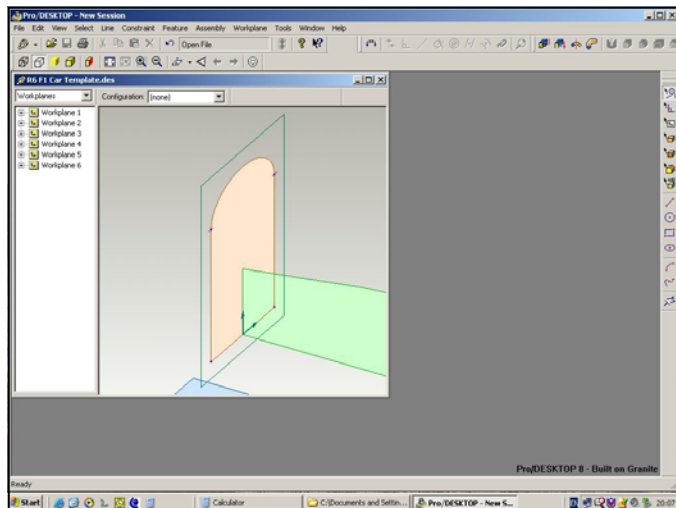 Pro/DESKTOP - New Session
File Edit View Select Line Constraint Feature Assembly Workplane Tools Window Help
Open File
R6 F1 Car Template.des
Workplanes Configuration: (none)
Workplane 1
Workplane 2
Workplane 3
Workplane 4
Workplane 5
Workplane 6
Pro/DESKTOP 8 - Built on Granite
Ready
Start Calculator C:\Documents and Settin... Pro/DESKTOP - New S... 20:07